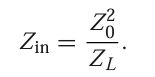 Z_in = Z_0^2 / Z_L.